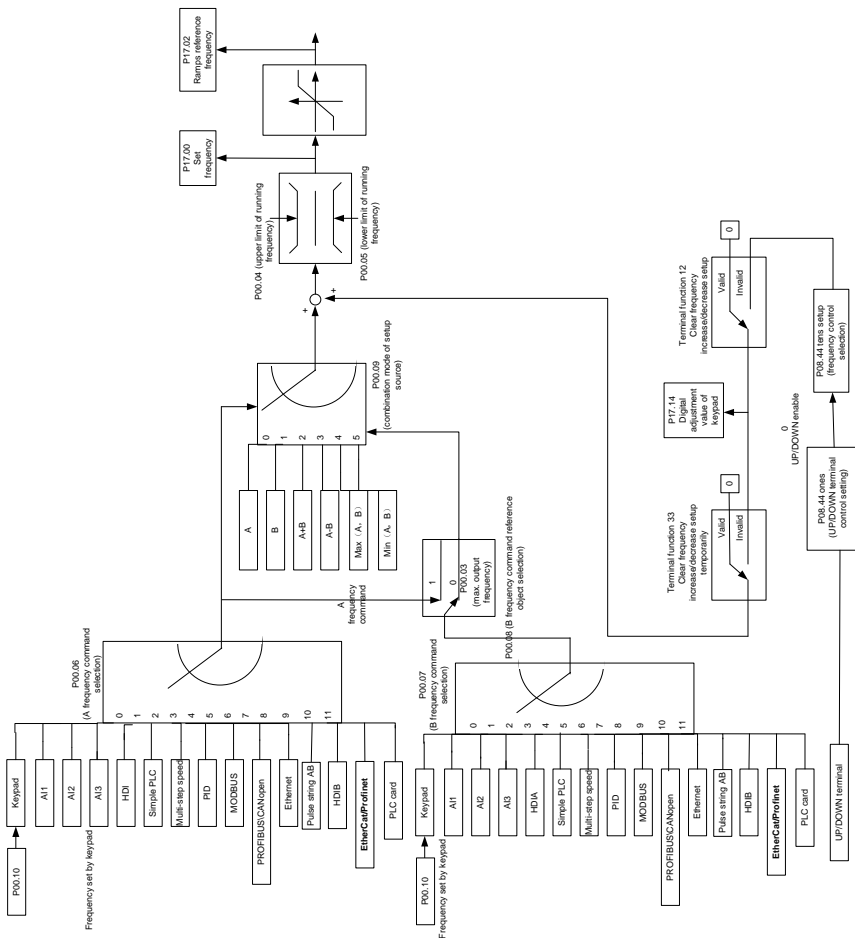 P00.10
Frequency set by keypad
Keypad
AI1
AI2
AI3
HDI
Simple PLC
Multi-step speed
PID
MODBUS
PROFIBUS\CANopen
Ethernet
Pulse string AB
HDIB
EtherCat/Profinet
PLC card
P00.06
(A frequency command
selection)
0
1
2
3
4
5
6
7
8
9
10
11
A
frequency
command
A
B
A+B
A-B
Max（A，B）
Min（A，B）
0
1
2
3
4
5
P00.09
(combination mode of setup
source)
+
+
P00.04 (upper limit of running
frequency)
P00.05 (lower limit of running
frequency)
P17.00
Set
frequency
P17.02
Ramps reference
frequency
P00.10
Frequency set by keypad
Keypad
AI1
AI2
AI3
HDIA
Simple PLC
Multi-step speed
PID
MODBUS
PROFIBUS\CANopen
Ethernet
Pulse string AB
HDIB
EtherCat/Profinet
PLC card
P00.07
(B frequency command
selection)
0
1
2
3
4
5
6
7
8
9
10
11
1
0
P00.03
(max. output
frequency)
P00.08 (B frequency command reference
object selection)
Terminal function 33
Clear frequency
increase/decrease setup
temporarily
Valid
Invalid
0
P17.14
Digital
adjustment
value of
keypad
Terminal function 12
Clear frequency
increase/decrease setup
Valid
Invalid
0
UP/DOWN terminal
P08.44 ones
(UP/DOWN terminal
control setting)
0
UP/DOWN enable
P08.44 tens setup
(frequency control
selection)